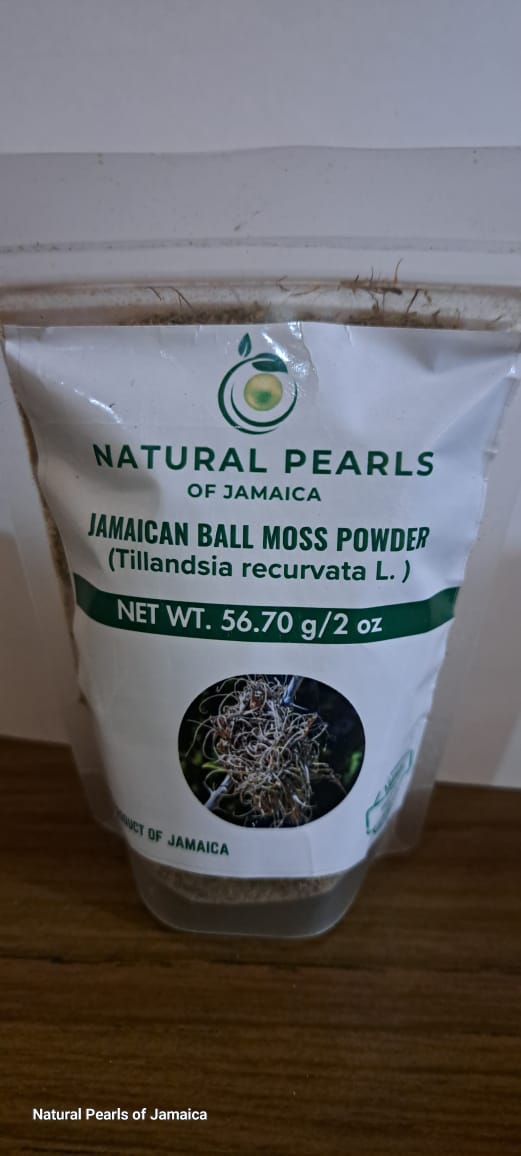 NATURAL PEARLS
OF JAMAICA
JAMAICAN BALL MOSS POWDER
(Tillandsia recurvata L. )
NET WT. 56.70 g/2 oz
OF JAMAICA
Natural Pearls of Jamaica